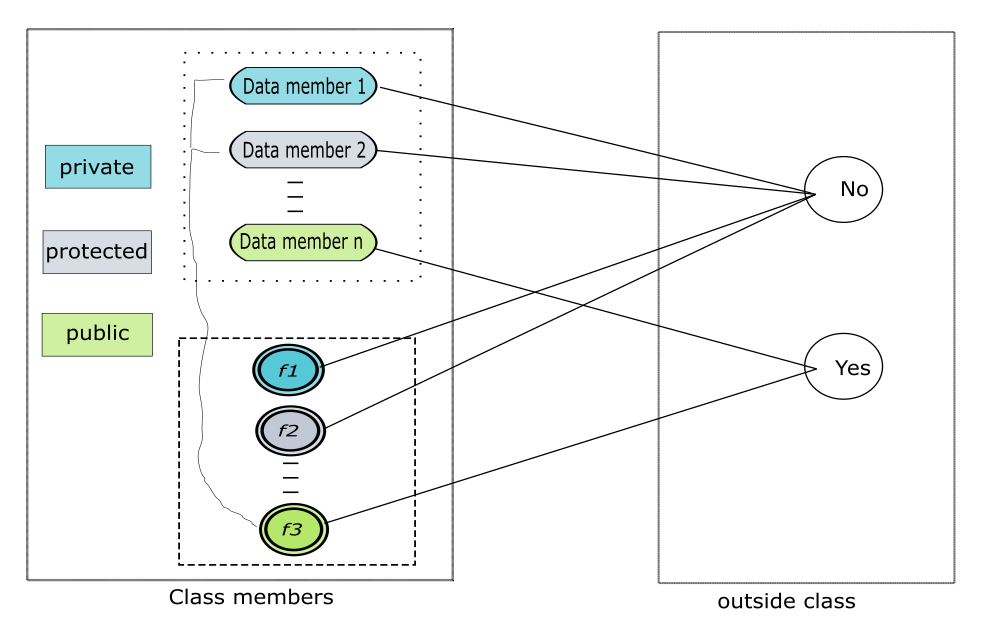 private
protected
public
Data member 1
Data member 2
Data member n
f1
f2
f3
Class members
No
Yes
outside class